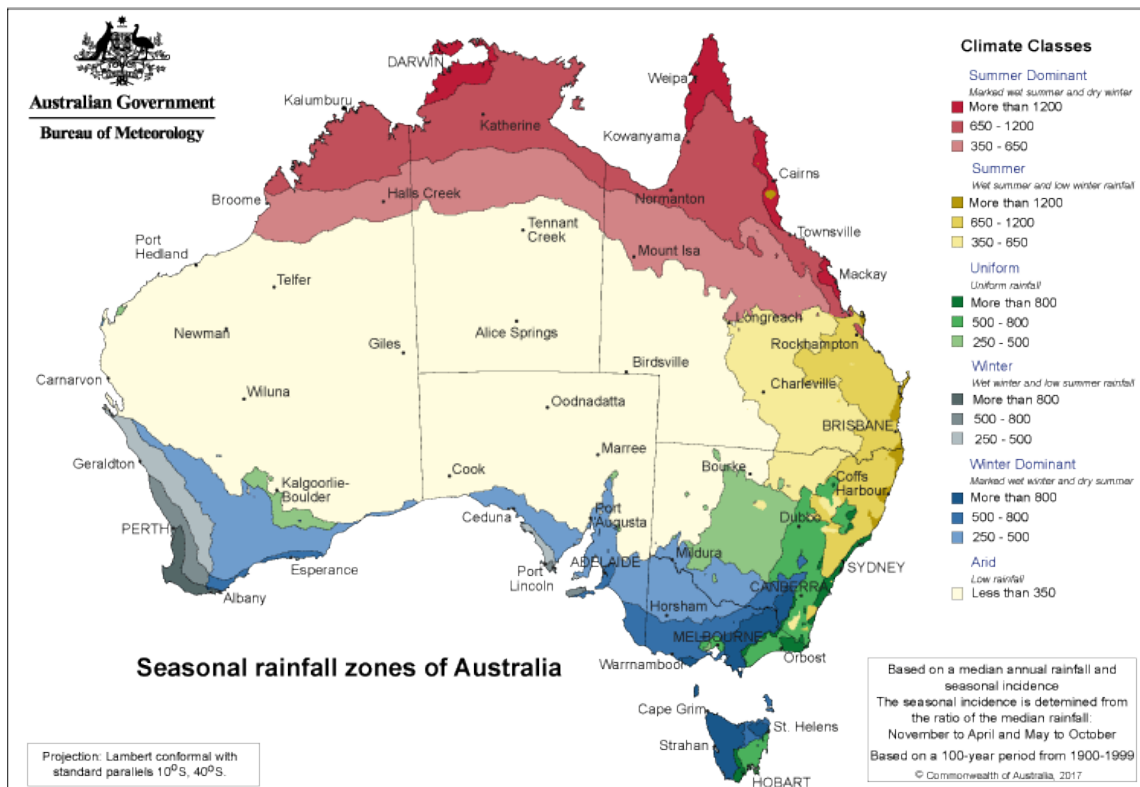 Australian Government
Bureau of Meteorology
DARWIN
Kalumburu
Katherine
Weipa
Kowanyama
Cairns
Broome
Halls Creek
Normanton
Townsville
Port
Hedland
Tennant
Creek
Mount Isa
Mackay
Telfer
Newman
Alice Springs
Longreach
Rockhampton
Giles
Birdsville
Carnarvon
Wiluna
Charleville
Oodnadatta
BRISBANE
Geraldton
Marree
Cook
Bourke
Coffs
Harbour
Kalgoorlie-
Boulder
PERTH
Ceduna
Port
Augusta
Dubbo
ADELAIDE
Mildura
SYDNEY
Esperance
Port
Lincoln
CANBERRA
Albany
Horsham
MELBOURNE
Orbost
Warrnambool
Cape Grim
St. Helens
Strahan
HOBART
Seasonal rainfall zones of Australia
Projection: Lambert conformal with
standard parallels 10°S, 40°S.
Climate Classes
Summer Dominant
Marked wet summer and dry winter
More than 1200
650 - 1200
350 - 650
Summer
Wet summer and low winter rainfall
More than 1200
650 - 1200
350 - 650
Uniform
Uniform rainfall
More than 800
500 - 800
250 - 500
Winter
Wet winter and low summer rainfall
More than 800
500 - 800
250 - 500
Winter Dominant
Marked wet winter and dry summer
More than 800
500 - 800
250 - 500
Arid
Low rainfall
Less than 350
Based on a median annual rainfall and
seasonal incidence
The seasonal incidence is detemined from
the ratio of the median rainfall:
November to April and May to October
Based on a 100-year period from 1900-1999
© Commonwealth of Australia, 2017